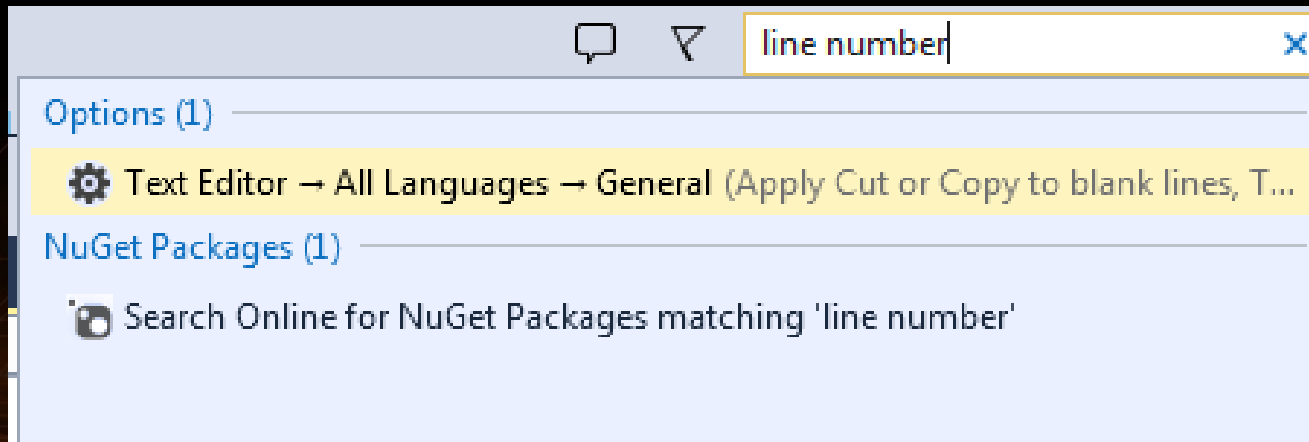 line number
Options (1)
Text Editor → All Languages → General (Apply Cut or Copy to blank lines, T...
NuGet Packages (1)
Search Online for NuGet Packages matching 'line number'